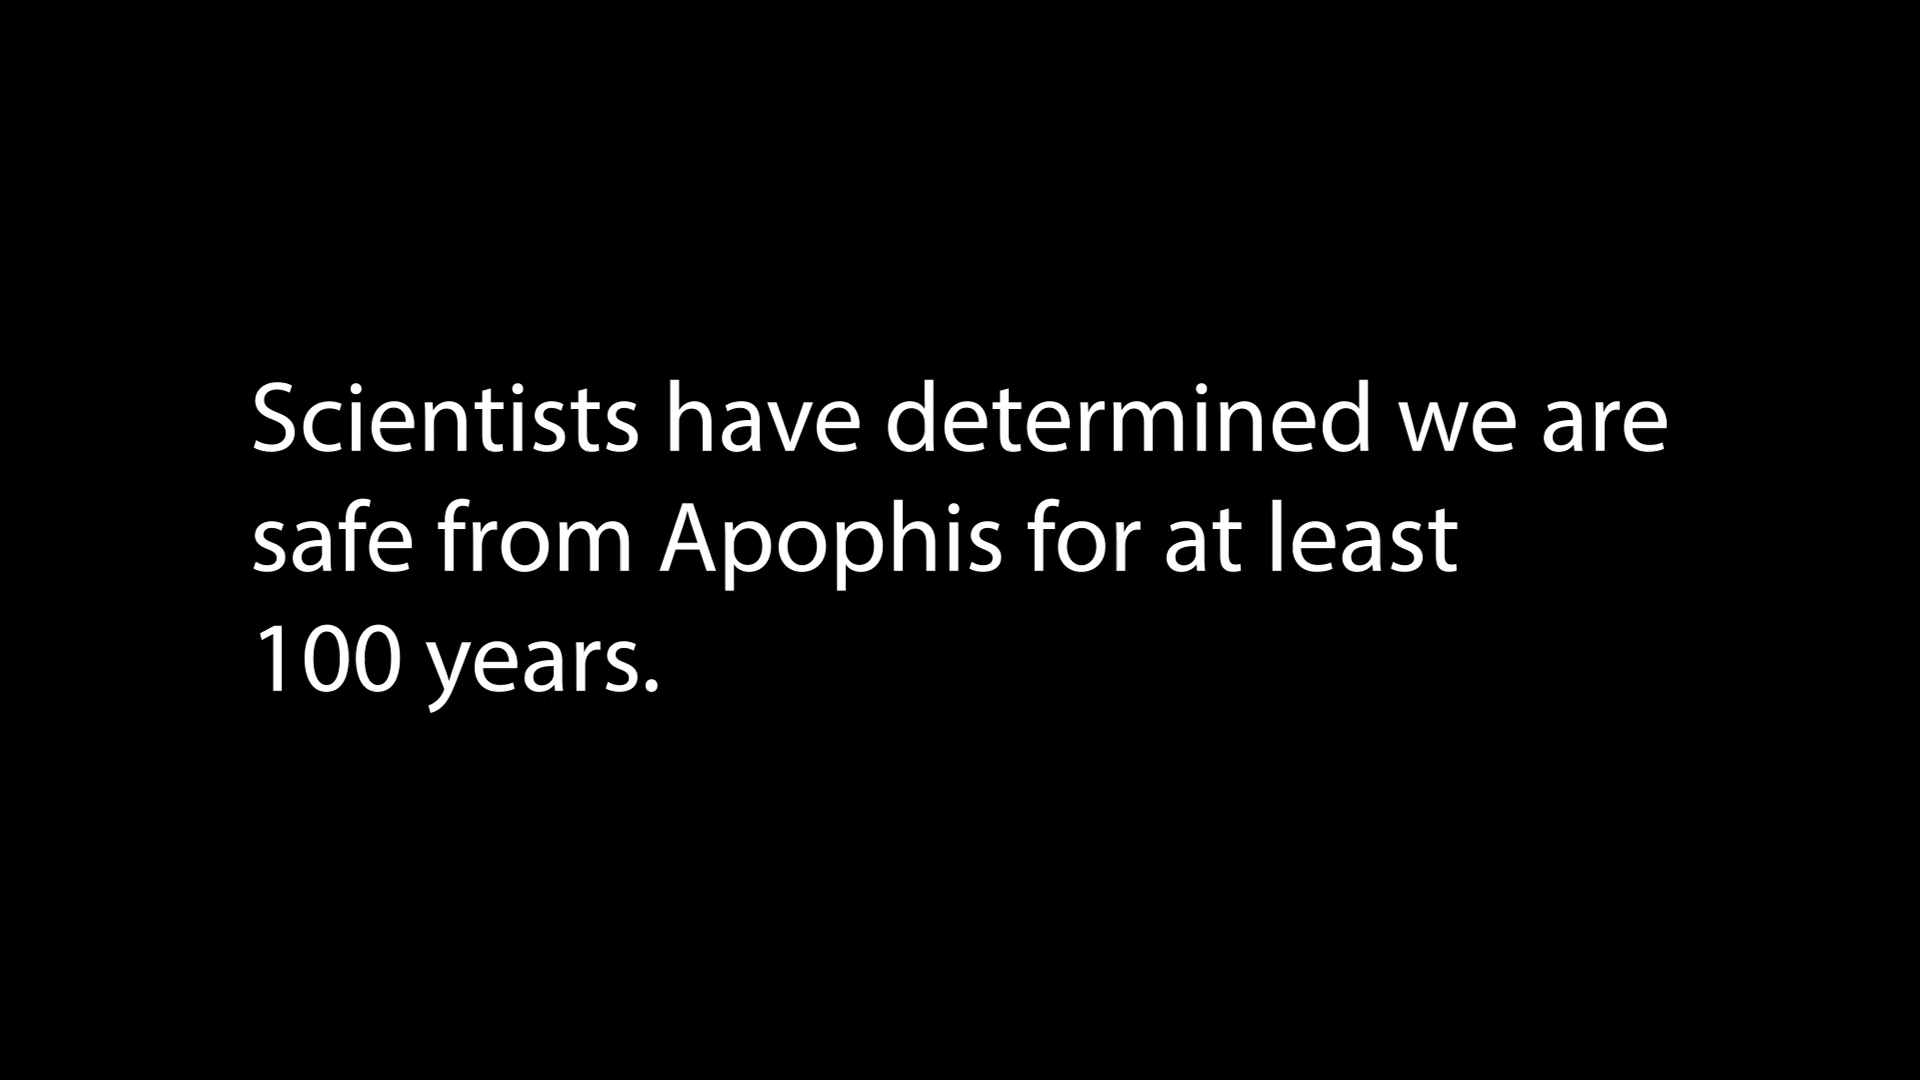 Scientists have determined we are
safe from Apophis for at least
100 years.